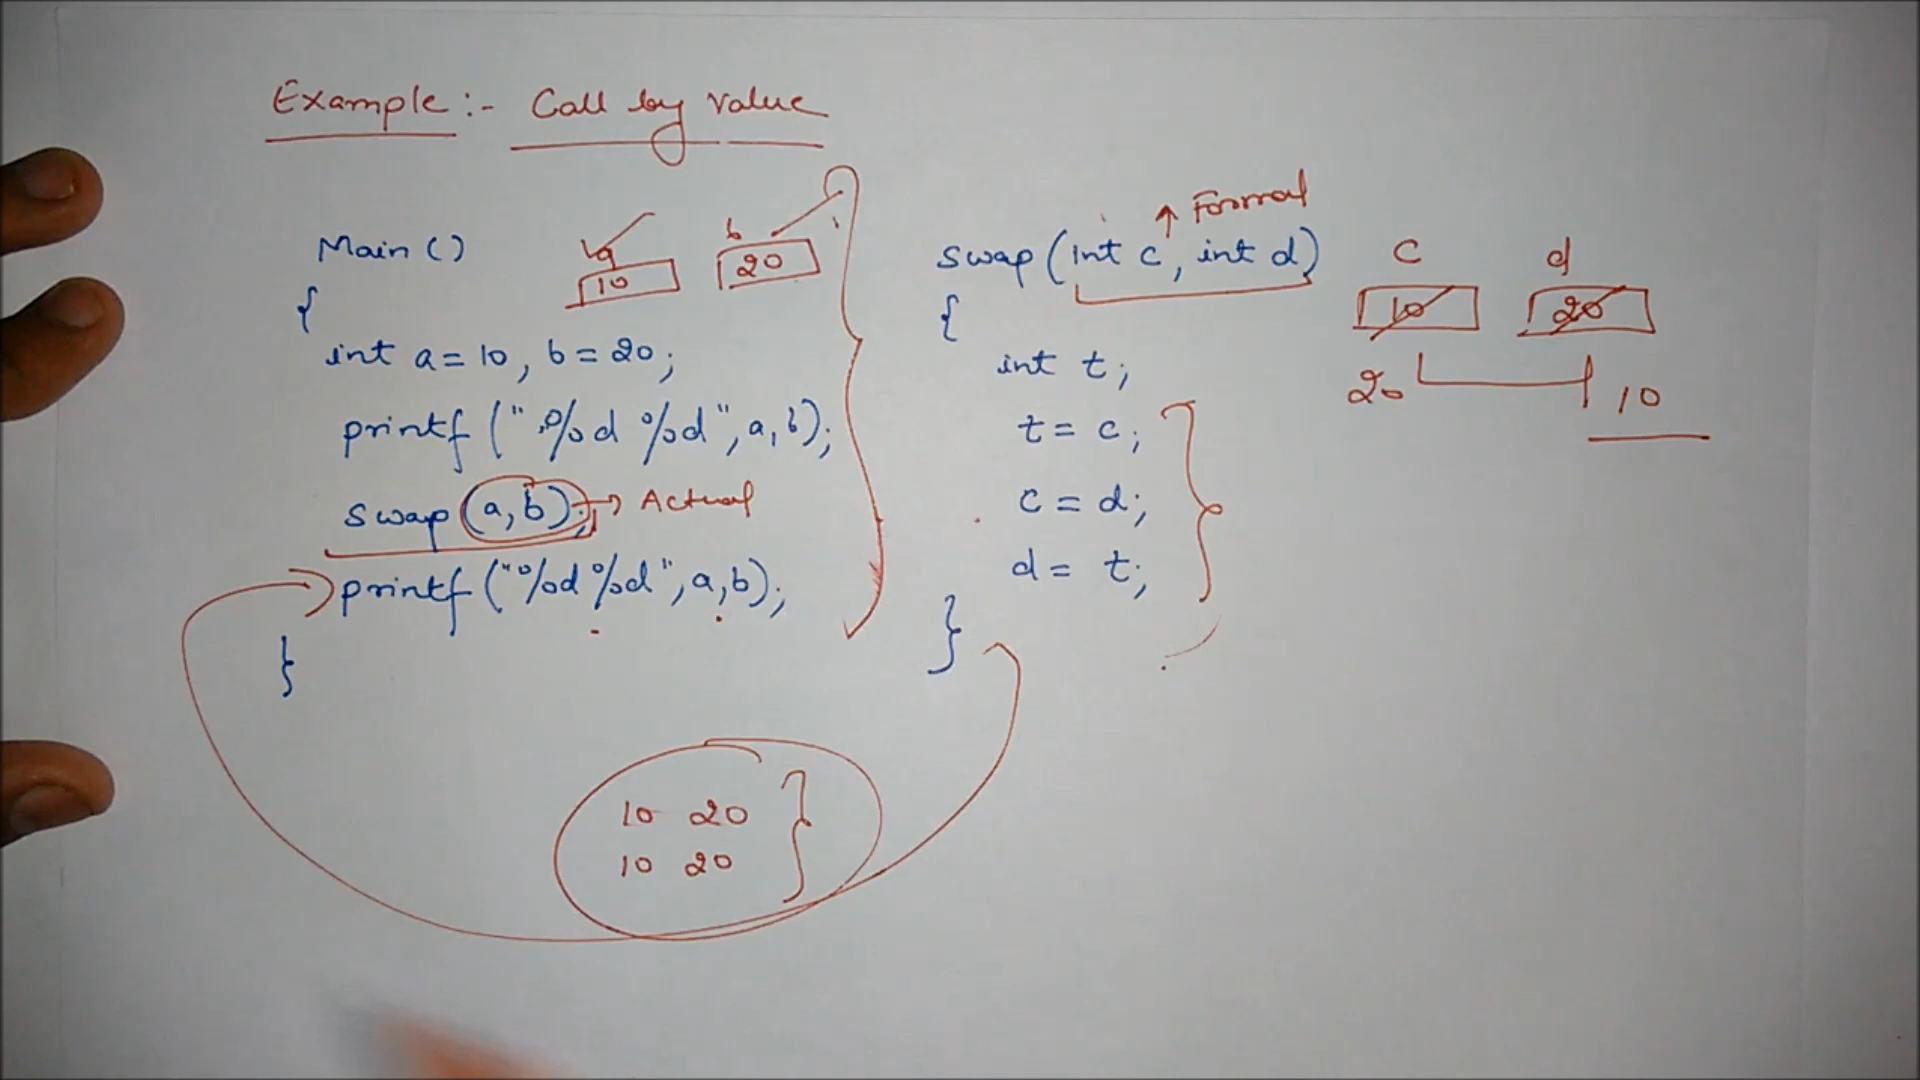 Example:- Call by value
Main ()
a b
10 20
{
int a=10, b=20;
printf ("%d %d", a, b);
swap (a,b); → Actual
printf ("%d %d", a,b);
}
↑ Formal
swap (int c, int d)
{
int t;
t= c;
c = d;
d= t;
}
c d
10 20
20 10
10 20
10 20